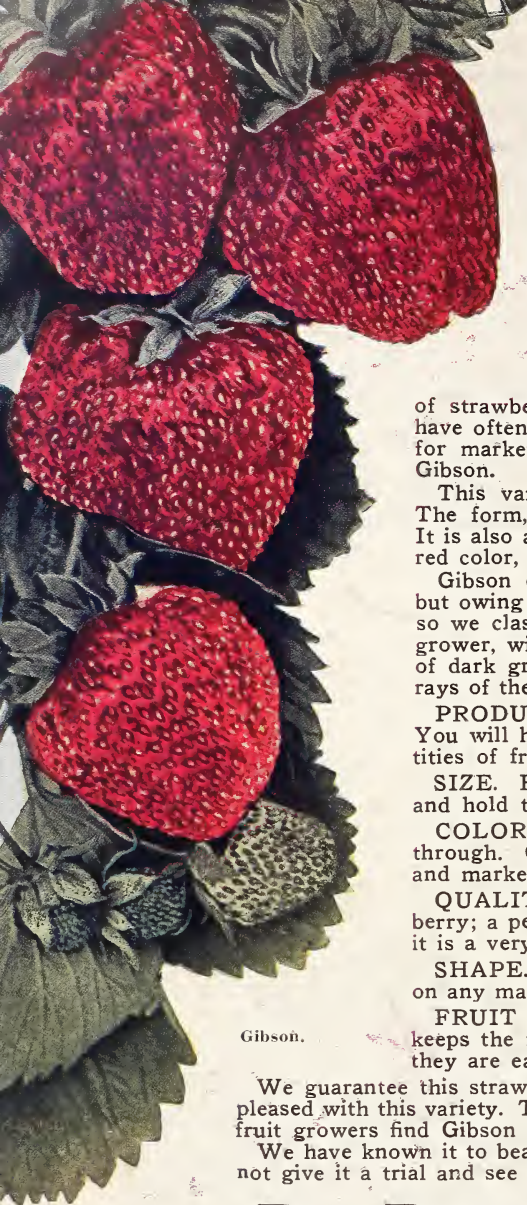 of strawbe
have often
for marke
Gibson.
This va
The form,
It is also a
red color,
Gibson
but owing
so we clas
grower, wi
of dark gr
rays of the
PRODU
You will h
tities of fr
SIZE.
and hold t
COLOR
through.
and marke
QUALIT
berry; a pe
it is a very
SHAPE.
on any ma
FRUIT
keeps the
they are ea
Gibson.
We guarantee this straw
pleased with this variety. T
fruit growers find Gibson
We have known it to bea
not give it a trial and see